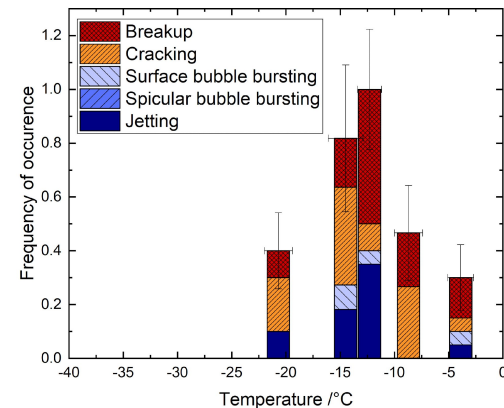 Breakup
Cracking
Surface bubble bursting
Spicular bubble bursting
Jetting
Frequency of occurence
1.2
1.0
0.8
0.6
0.4
0.2
0.0
-40 -35 -30 -25 -20 -15 -10 -5 0
Temperature /°C